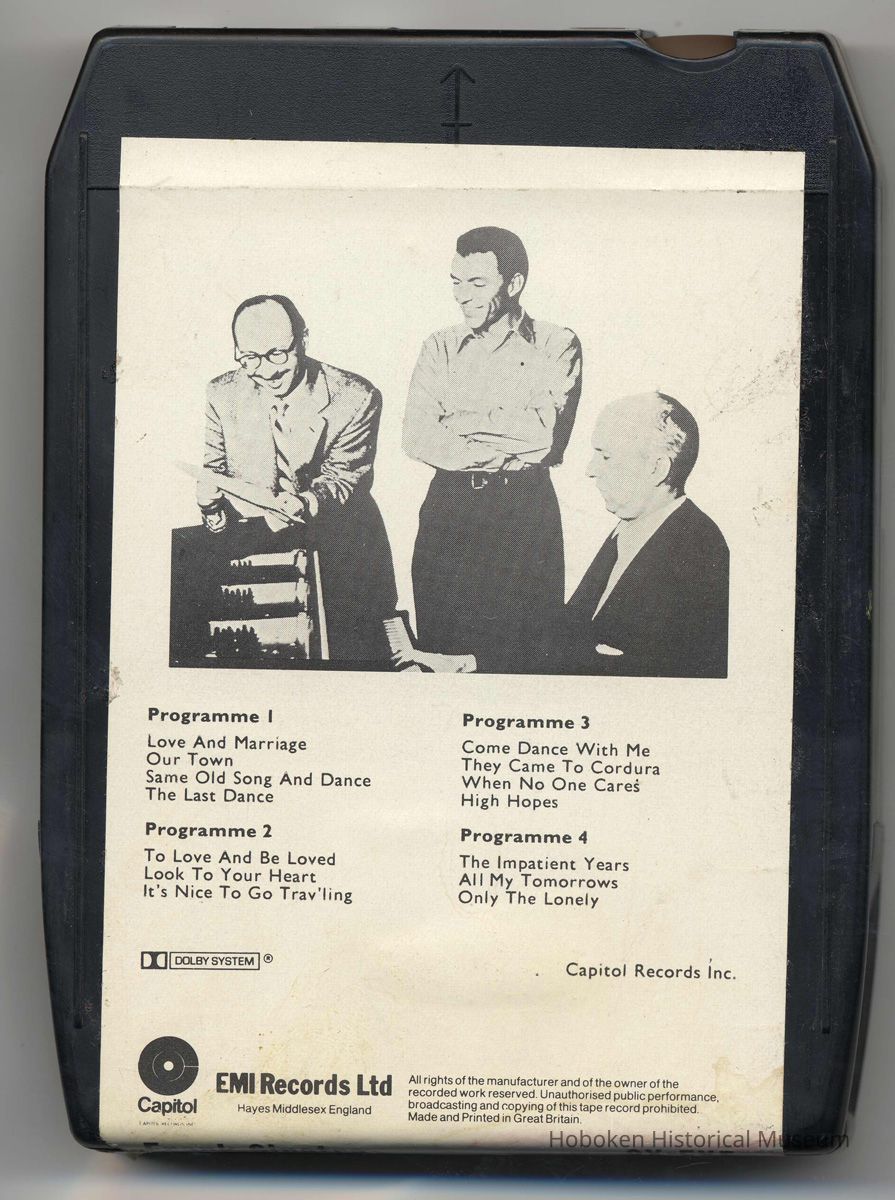 Programme 1
Love And Marriage
Our Town
Same Old Song And Dance
The Last Dance
Programme 2
To Love And Be Loved
Look To Your Heart
It's Nice To Go Trav'ling
Programme 3
Come Dance With Me
They Came To Cordura
When No One Cares
High Hopes
Programme 4
The Impatient Years
All My Tomorrows
Only The Lonely
DOLBY SYSTEM ®
Capitol Records Inc.
Capitol
EMI Records Ltd
Hayes Middlesex England
All rights of the manufacturer and of the owner of the
recorded work reserved. Unauthorised public performance,
broadcasting and copying of this tape record prohibited.
Made and Printed in Great Britain.
Hoboken Historical Museum